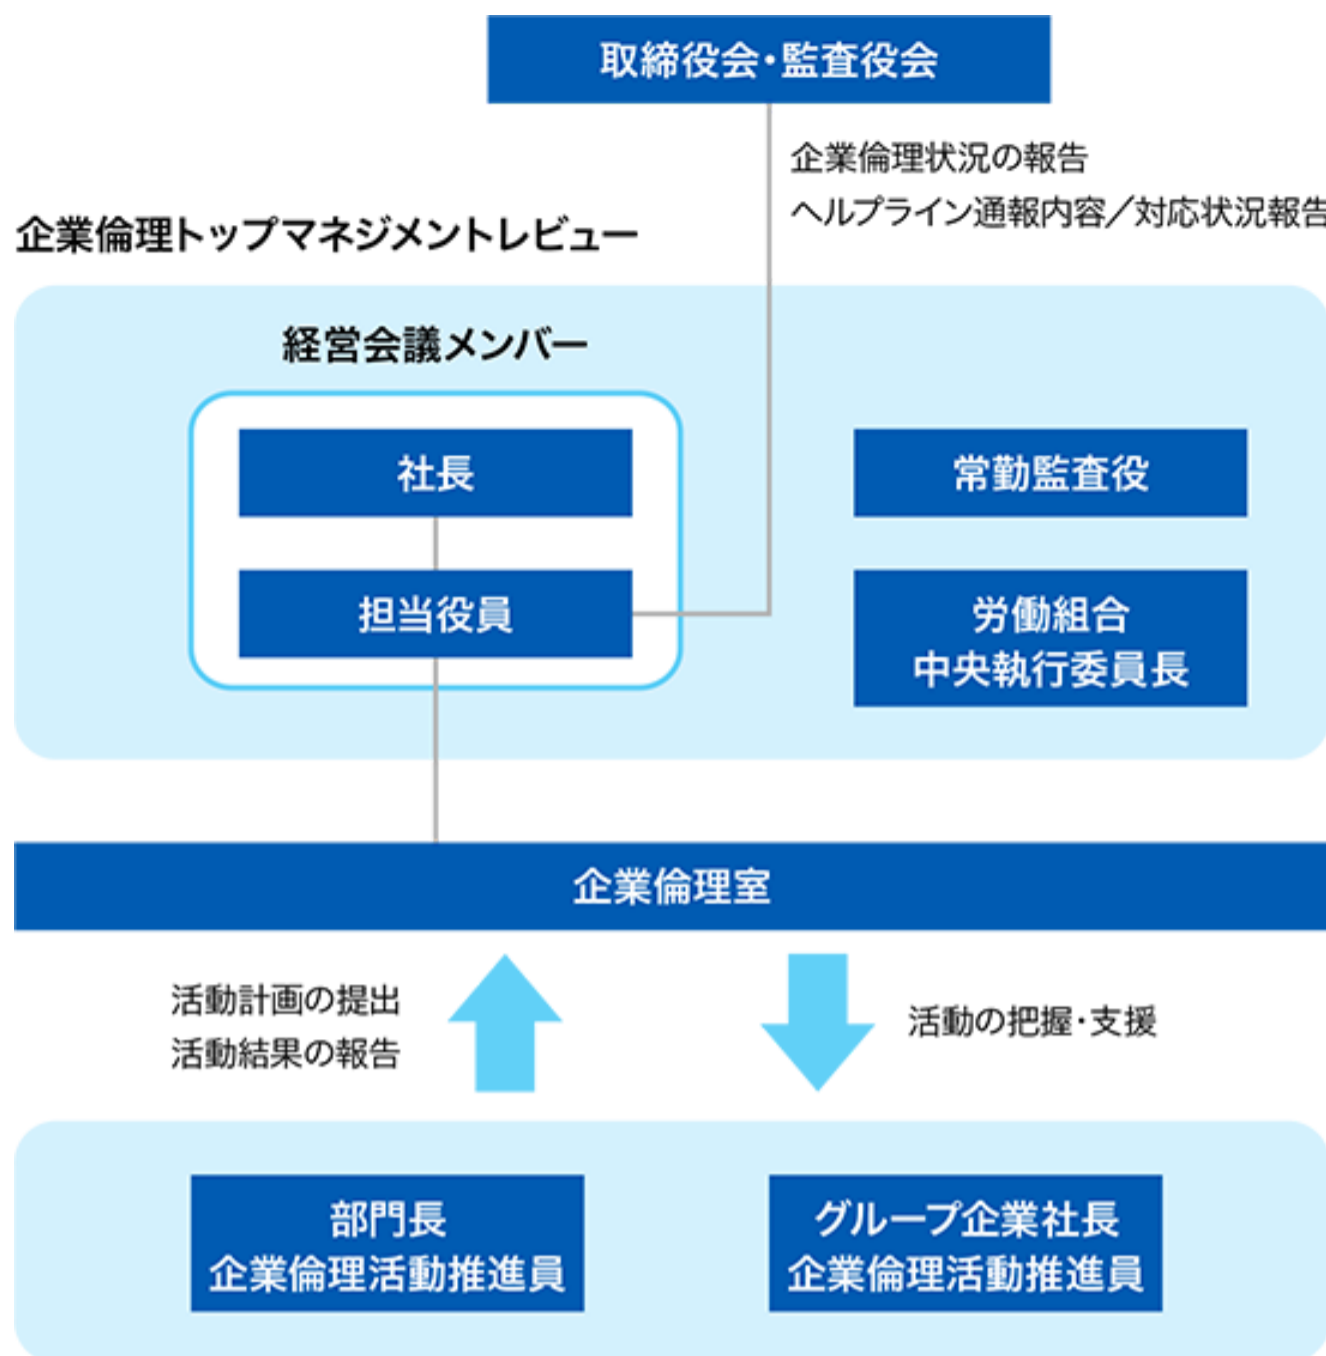 取締役会・監査役会
企業倫理状況の報告
ヘルプライン通報内容／対応状況報告
企業倫理トップマネジメントレビュー
経営会議メンバー
社長
担当役員
常勤監査役
労働組合
中央執行委員長
企業倫理室
活動計画の提出
活動結果の報告
活動の把握・支援
部門長
企業倫理活動推進員
グループ企業社長
企業倫理活動推進員